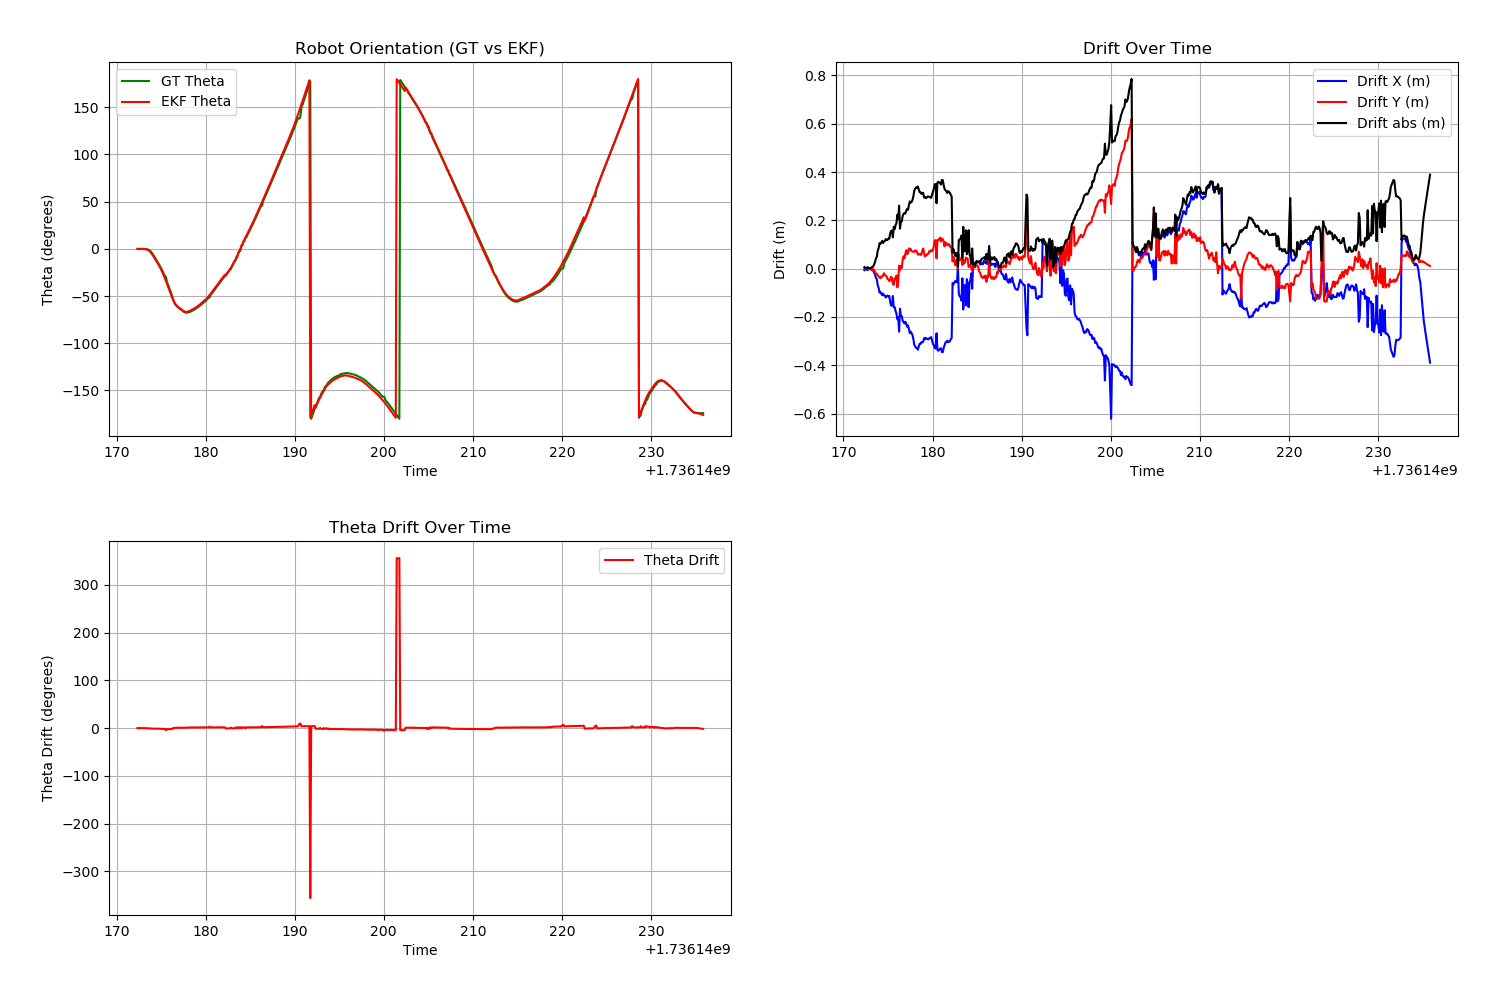 Robot Orientation (GT vs EKF)
GT Theta
EKF Theta
Theta (degrees)
150
100
50
0
−50
−100
−150
170 180 190 200 210 220 230
Time
+1.73614e9
Drift Over Time
Drift X (m)
Drift Y (m)
Drift abs (m)
Drift (m)
0.8
0.6
0.4
0.2
0.0
−0.2
−0.4
−0.6
170 180 190 200 210 220 230
Time
+1.73614e9
Theta Drift Over Time
Theta Drift
Theta Drift (degrees)
300
200
100
0
−100
−200
−300
170 180 190 200 210 220 230
Time
+1.73614e9